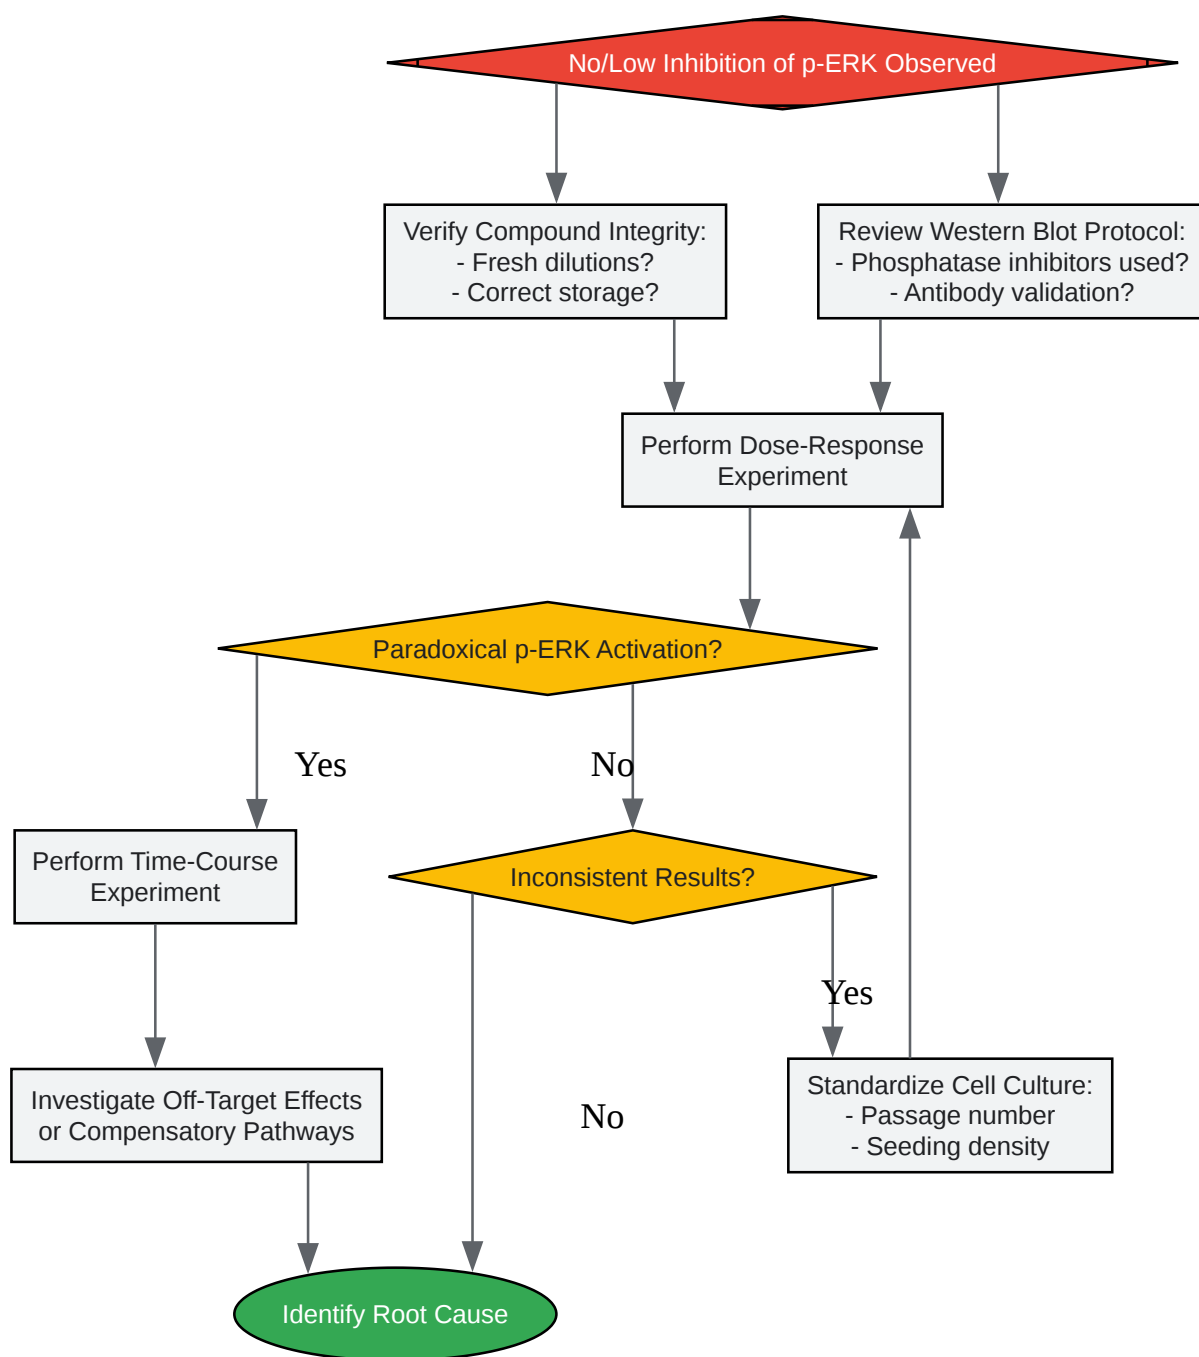 No/Low Inhibition of p-ERK Observed
Verify Compound Integrity:
- Fresh dilutions?
- Correct storage?
Review Western Blot Protocol:
- Phosphatase inhibitors used?
- Antibody validation?
Perform Dose-Response
Experiment
Paradoxical p-ERK Activation?
Yes
No
Perform Time-Course
Experiment
Inconsistent Results?
Yes
Investigate Off-Target Effects
or Compensatory Pathways
No
Standardize Cell Culture:
- Passage number
- Seeding density
Identify Root Cause